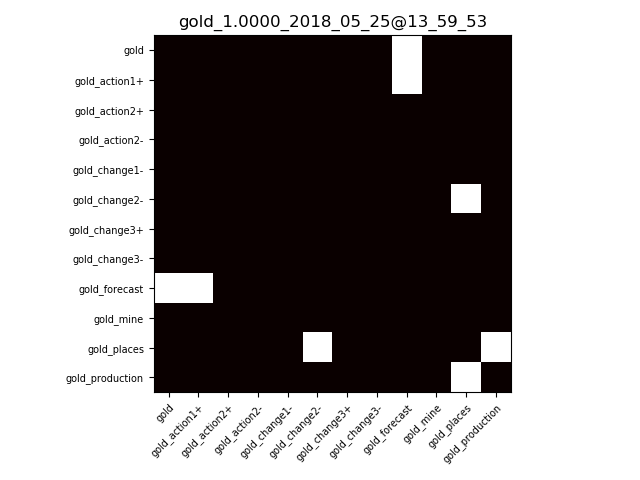 gold_1.0000_2018_05_25@13_59_53
gold
gold_action1+
gold_action2+
gold_action2-
gold_change1-
gold_change2-
gold_change3+
gold_change3-
gold_forecast
gold_mine
gold_places
gold_production
gold
gold_action1+
gold_action2+
gold_action2-
gold_change1-
gold_change2-
gold_change3+
gold_change3-
gold_forecast
gold_mine
gold_places
gold_production